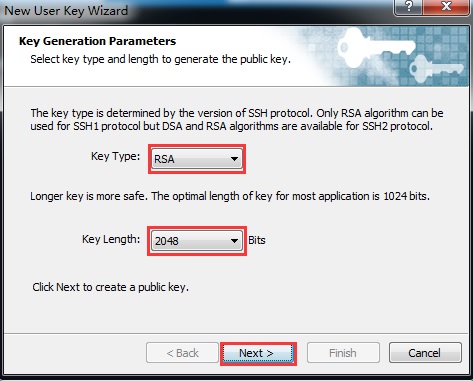 New User Key Wizard
Key Generation Parameters
Select key type and length to generate the public key.
The key type is determined by the version of SSH protocol. Only RSA algorithm can be
used for SSH1 protocol but DSA and RSA algorithms are available for SSH2 protocol.
Key Type: RSA
Longer key is more safe. The optimal length of key for most application is 1024 bits.
Key Length: 2048 Bits
Click Next to create a public key.
< Back Next > Finish Cancel